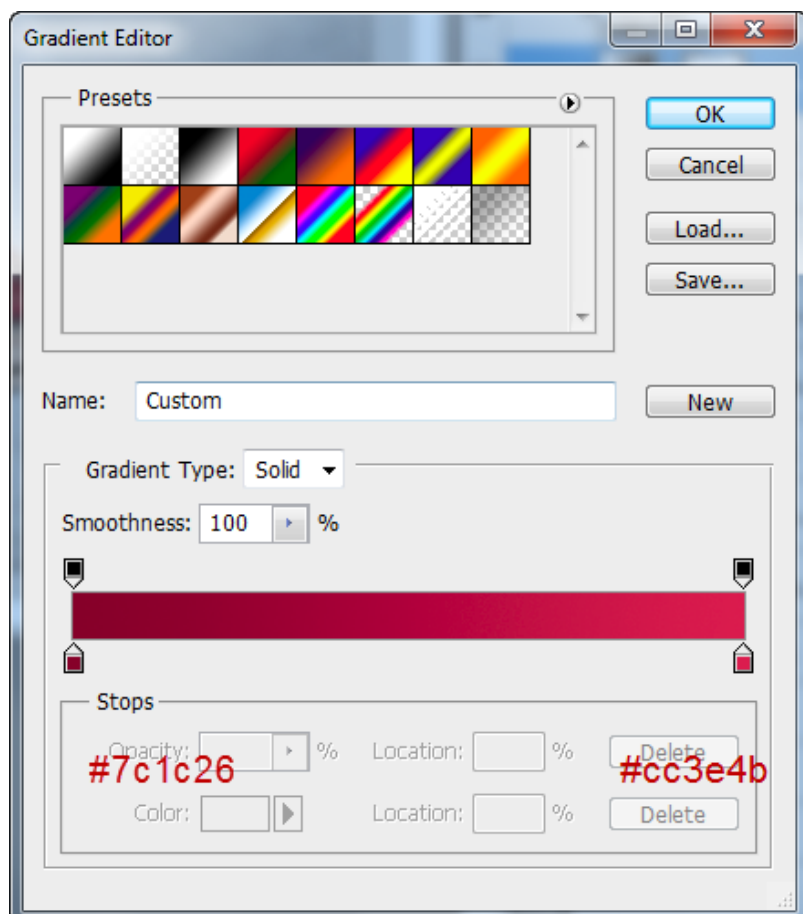 Gradient Editor
Presets
OK
Cancel
Load...
Save...
Name: Custom New
Gradient Type: Solid
Smoothness: 100 %
Stops
Opacity: % Location: % Delete
#7c1c26 #cc3e4b
Color: Location: % Delete